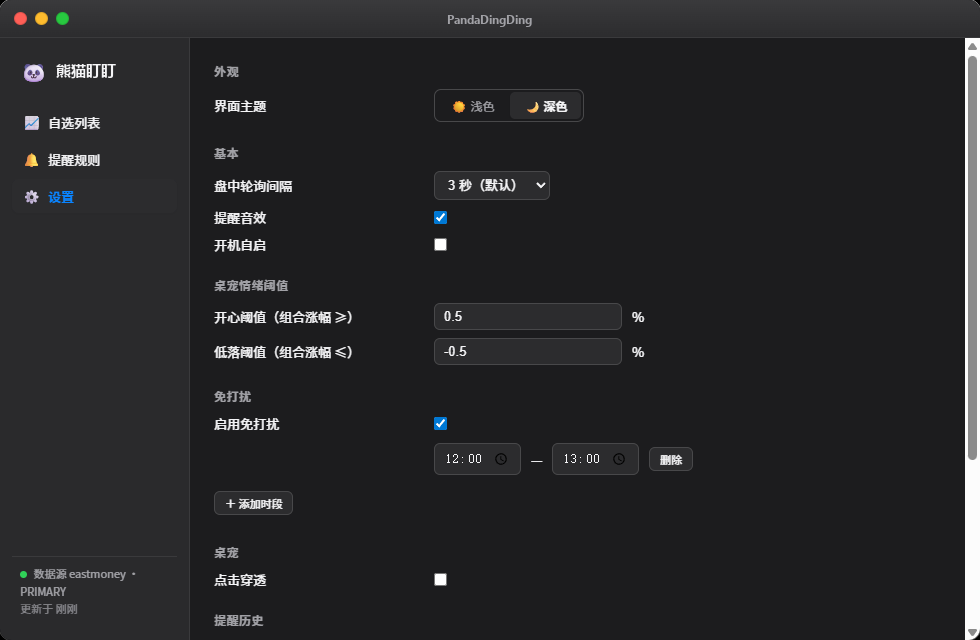 PandaDingDing
熊猫盯盯
自选列表
提醒规则
设置
数据源 eastmoney •
PRIMARY
更新于 刚刚
外观
界面主题
浅色
深色
基本
盘中轮询间隔
3 秒（默认）
提醒音效
开机自启
桌宠情绪阈值
开心阈值（组合涨幅 ≥）
0.5
%
低落阈值（组合涨幅 ≤）
-0.5
%
免打扰
启用免打扰
12:00 — 13:00 删除
＋添加时段
桌宠
点击穿透
提醒历史